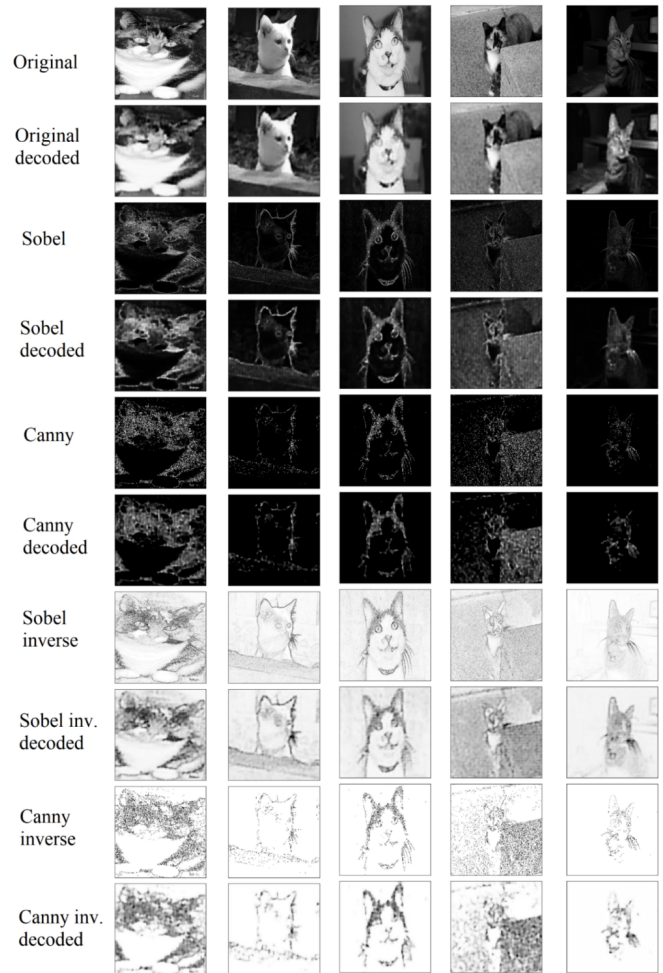 Original
Original
decoded
Sobel
Sobel
decoded
Canny
Canny
decoded
Sobel
inverse
Sobel inv.
decoded
Canny
inverse
Canny inv.
decoded